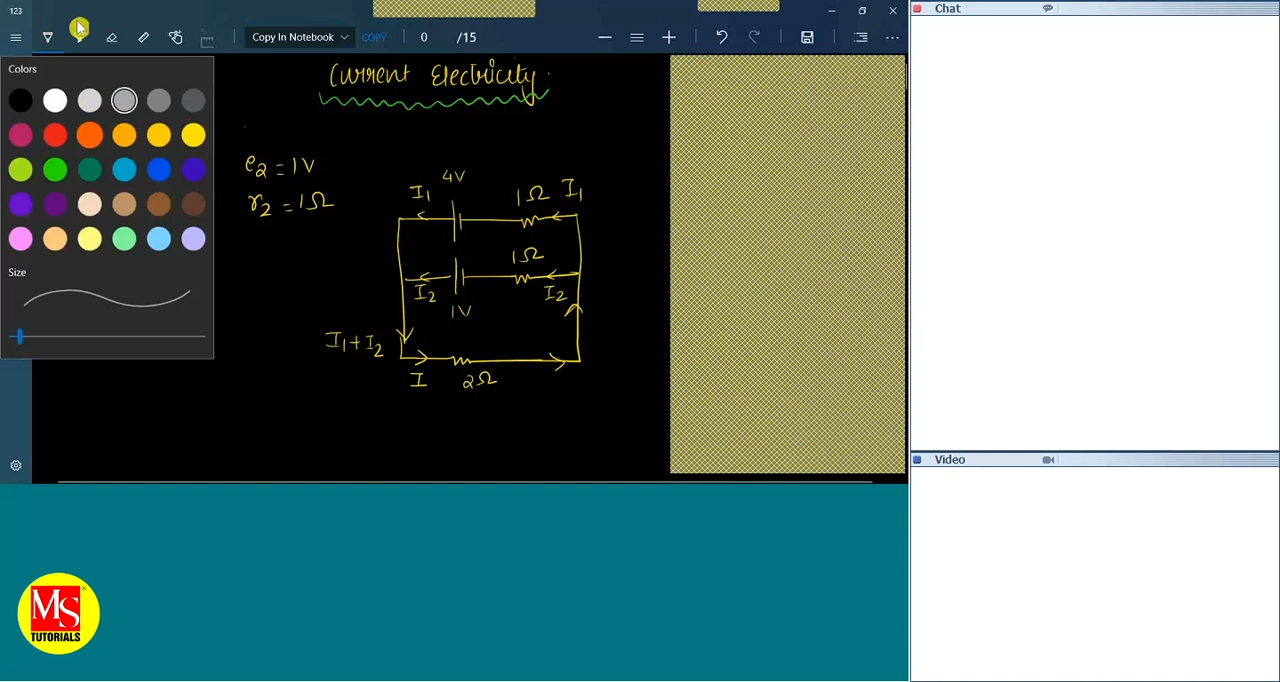 123
Copy In Notebook
COPY
0
/15
Chat
Colors
Current Electricity
e2 = 1V
r2 = 1Ω
4V
I1
1Ω
I1
1Ω
I2
I2
1V
I1 + I2
I
2Ω
Size
Video
MS
TUTORIALS